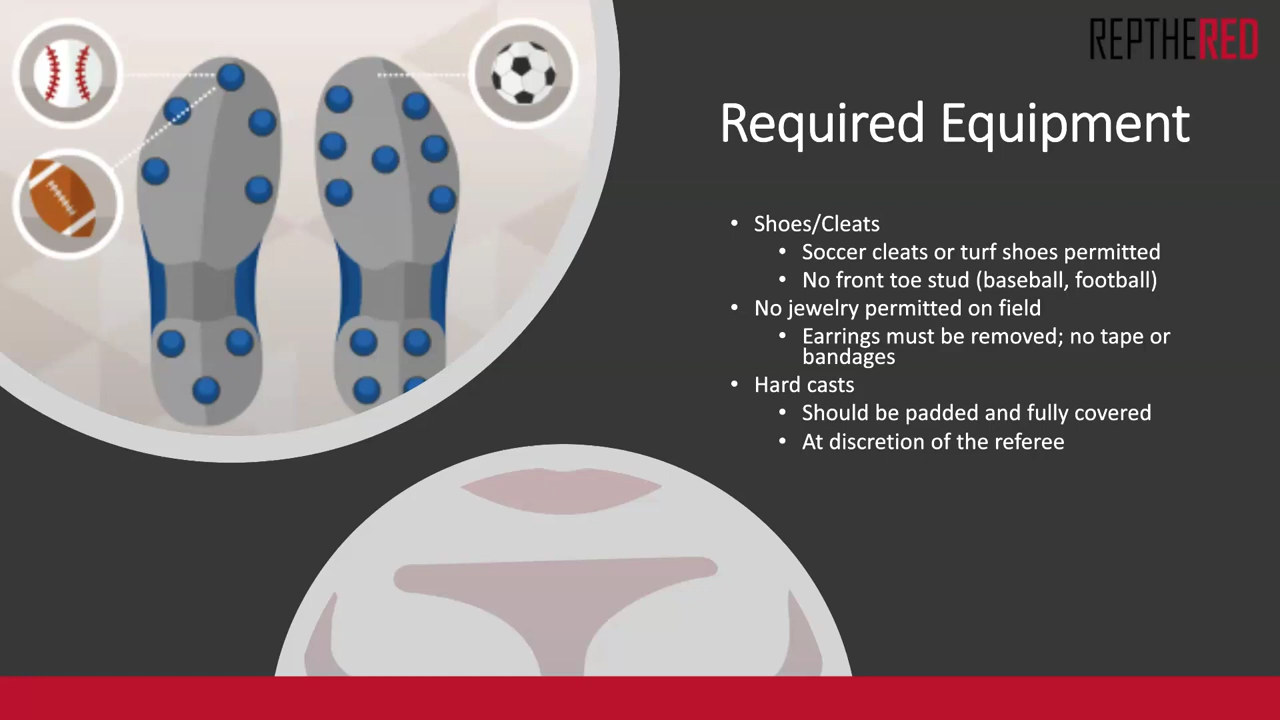 REPTHERED
Required Equipment
• Shoes/Cleats
• Soccer cleats or turf shoes permitted
• No front toe stud (baseball, football)
• No jewelry permitted on field
• Earrings must be removed; no tape or
bandages
• Hard casts
• Should be padded and fully covered
• At discretion of the referee